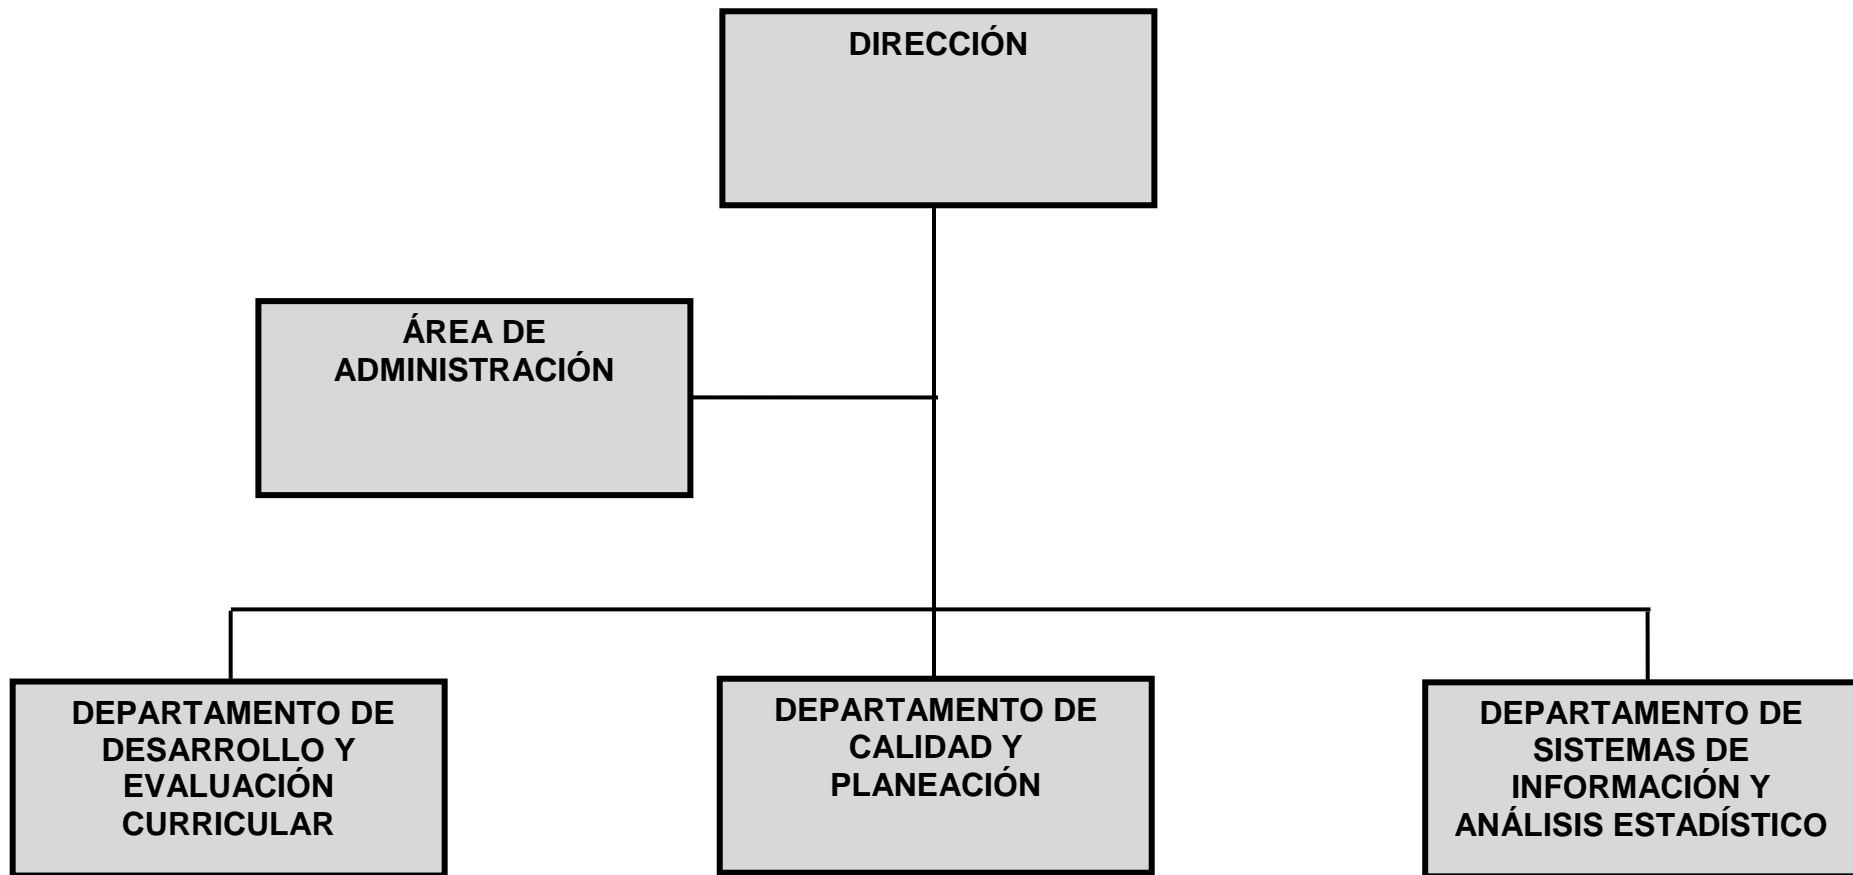 DIRECCIÓN
ÁREA DE
ADMINISTRACIÓN
DEPARTAMENTO DE
DESARROLLO Y
EVALUACIÓN
CURRICULAR
DEPARTAMENTO DE
CALIDAD Y
PLANEACIÓN
DEPARTAMENTO DE
SISTEMAS DE
INFORMACIÓN Y
ANÁLISIS ESTADÍSTICO